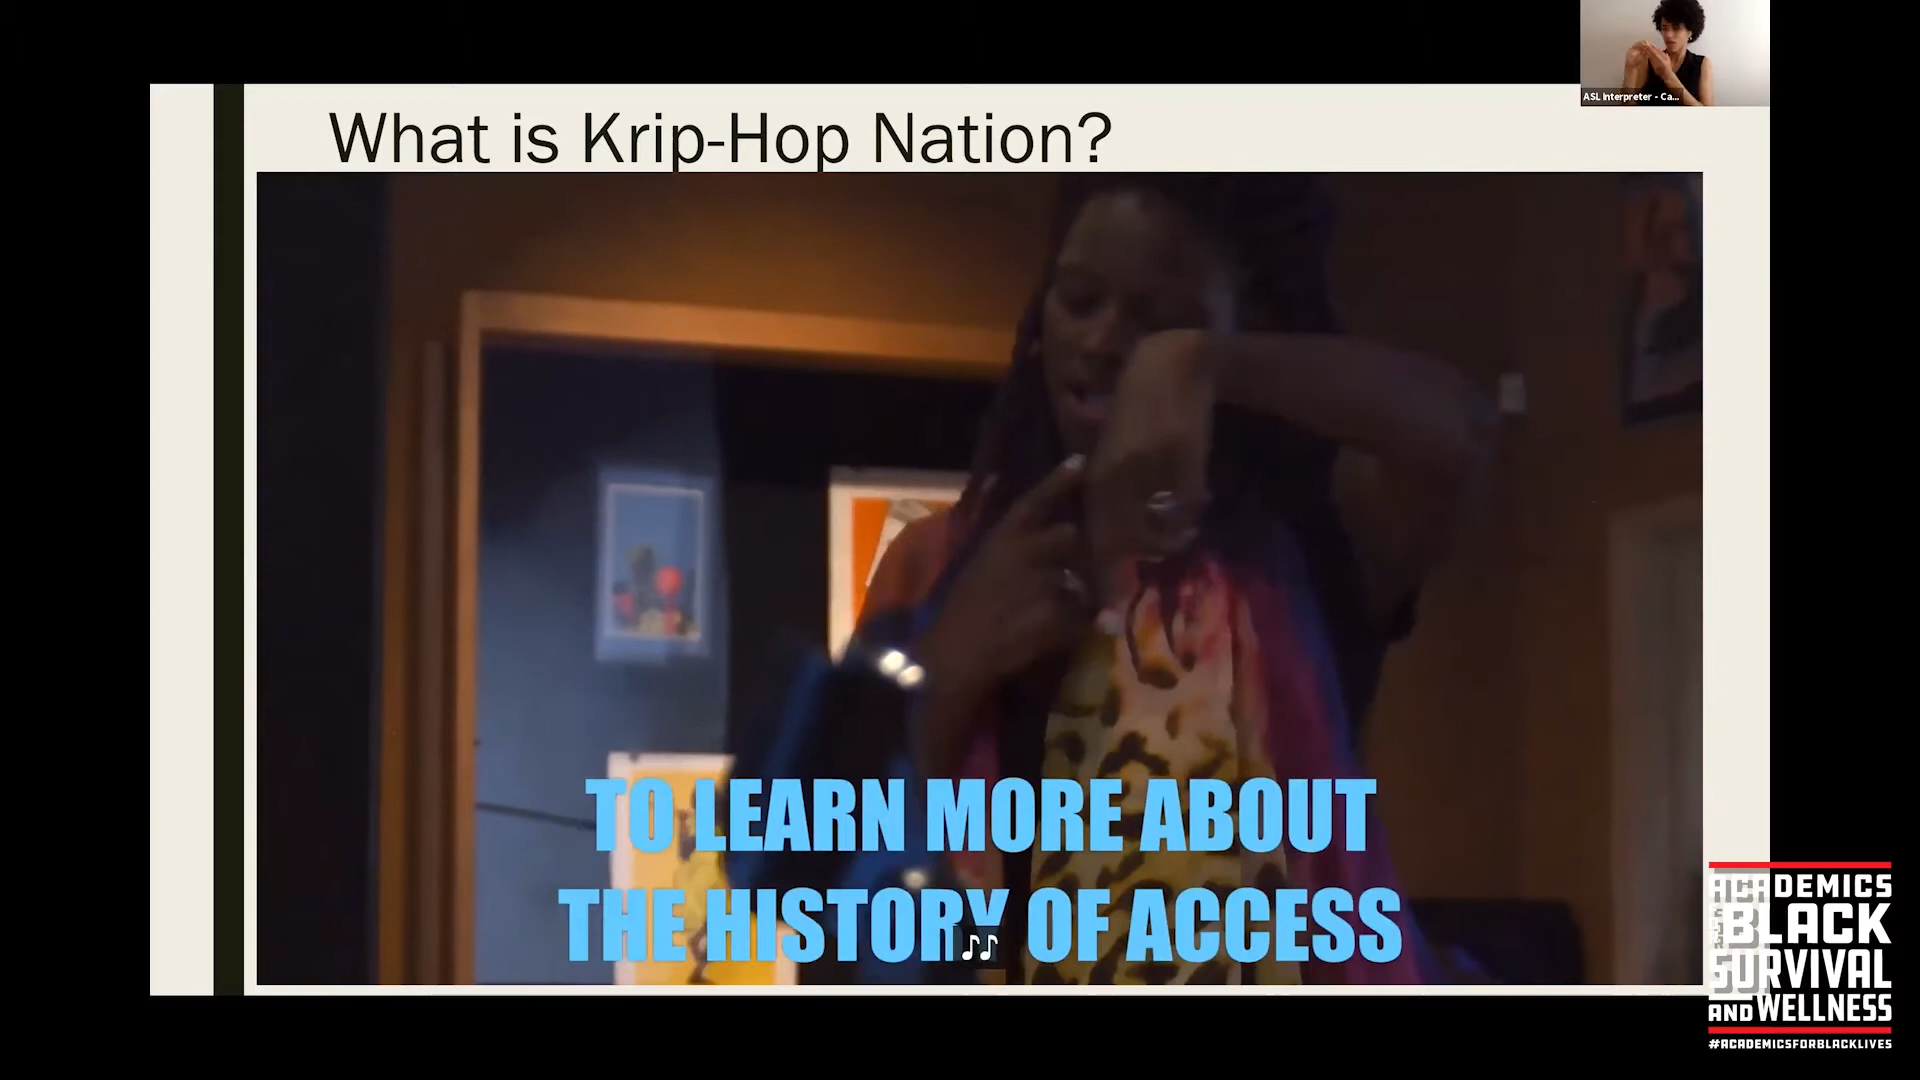 ASL Interpreter - Ca...
What is Krip-Hop Nation?
TO LEARN MORE ABOUT
THE HISTORY OF ACCESS
ACADEMICS
BLACK
SURVIVAL
AND WELLNESS
#ACADEMICSFORBLACKLIVES